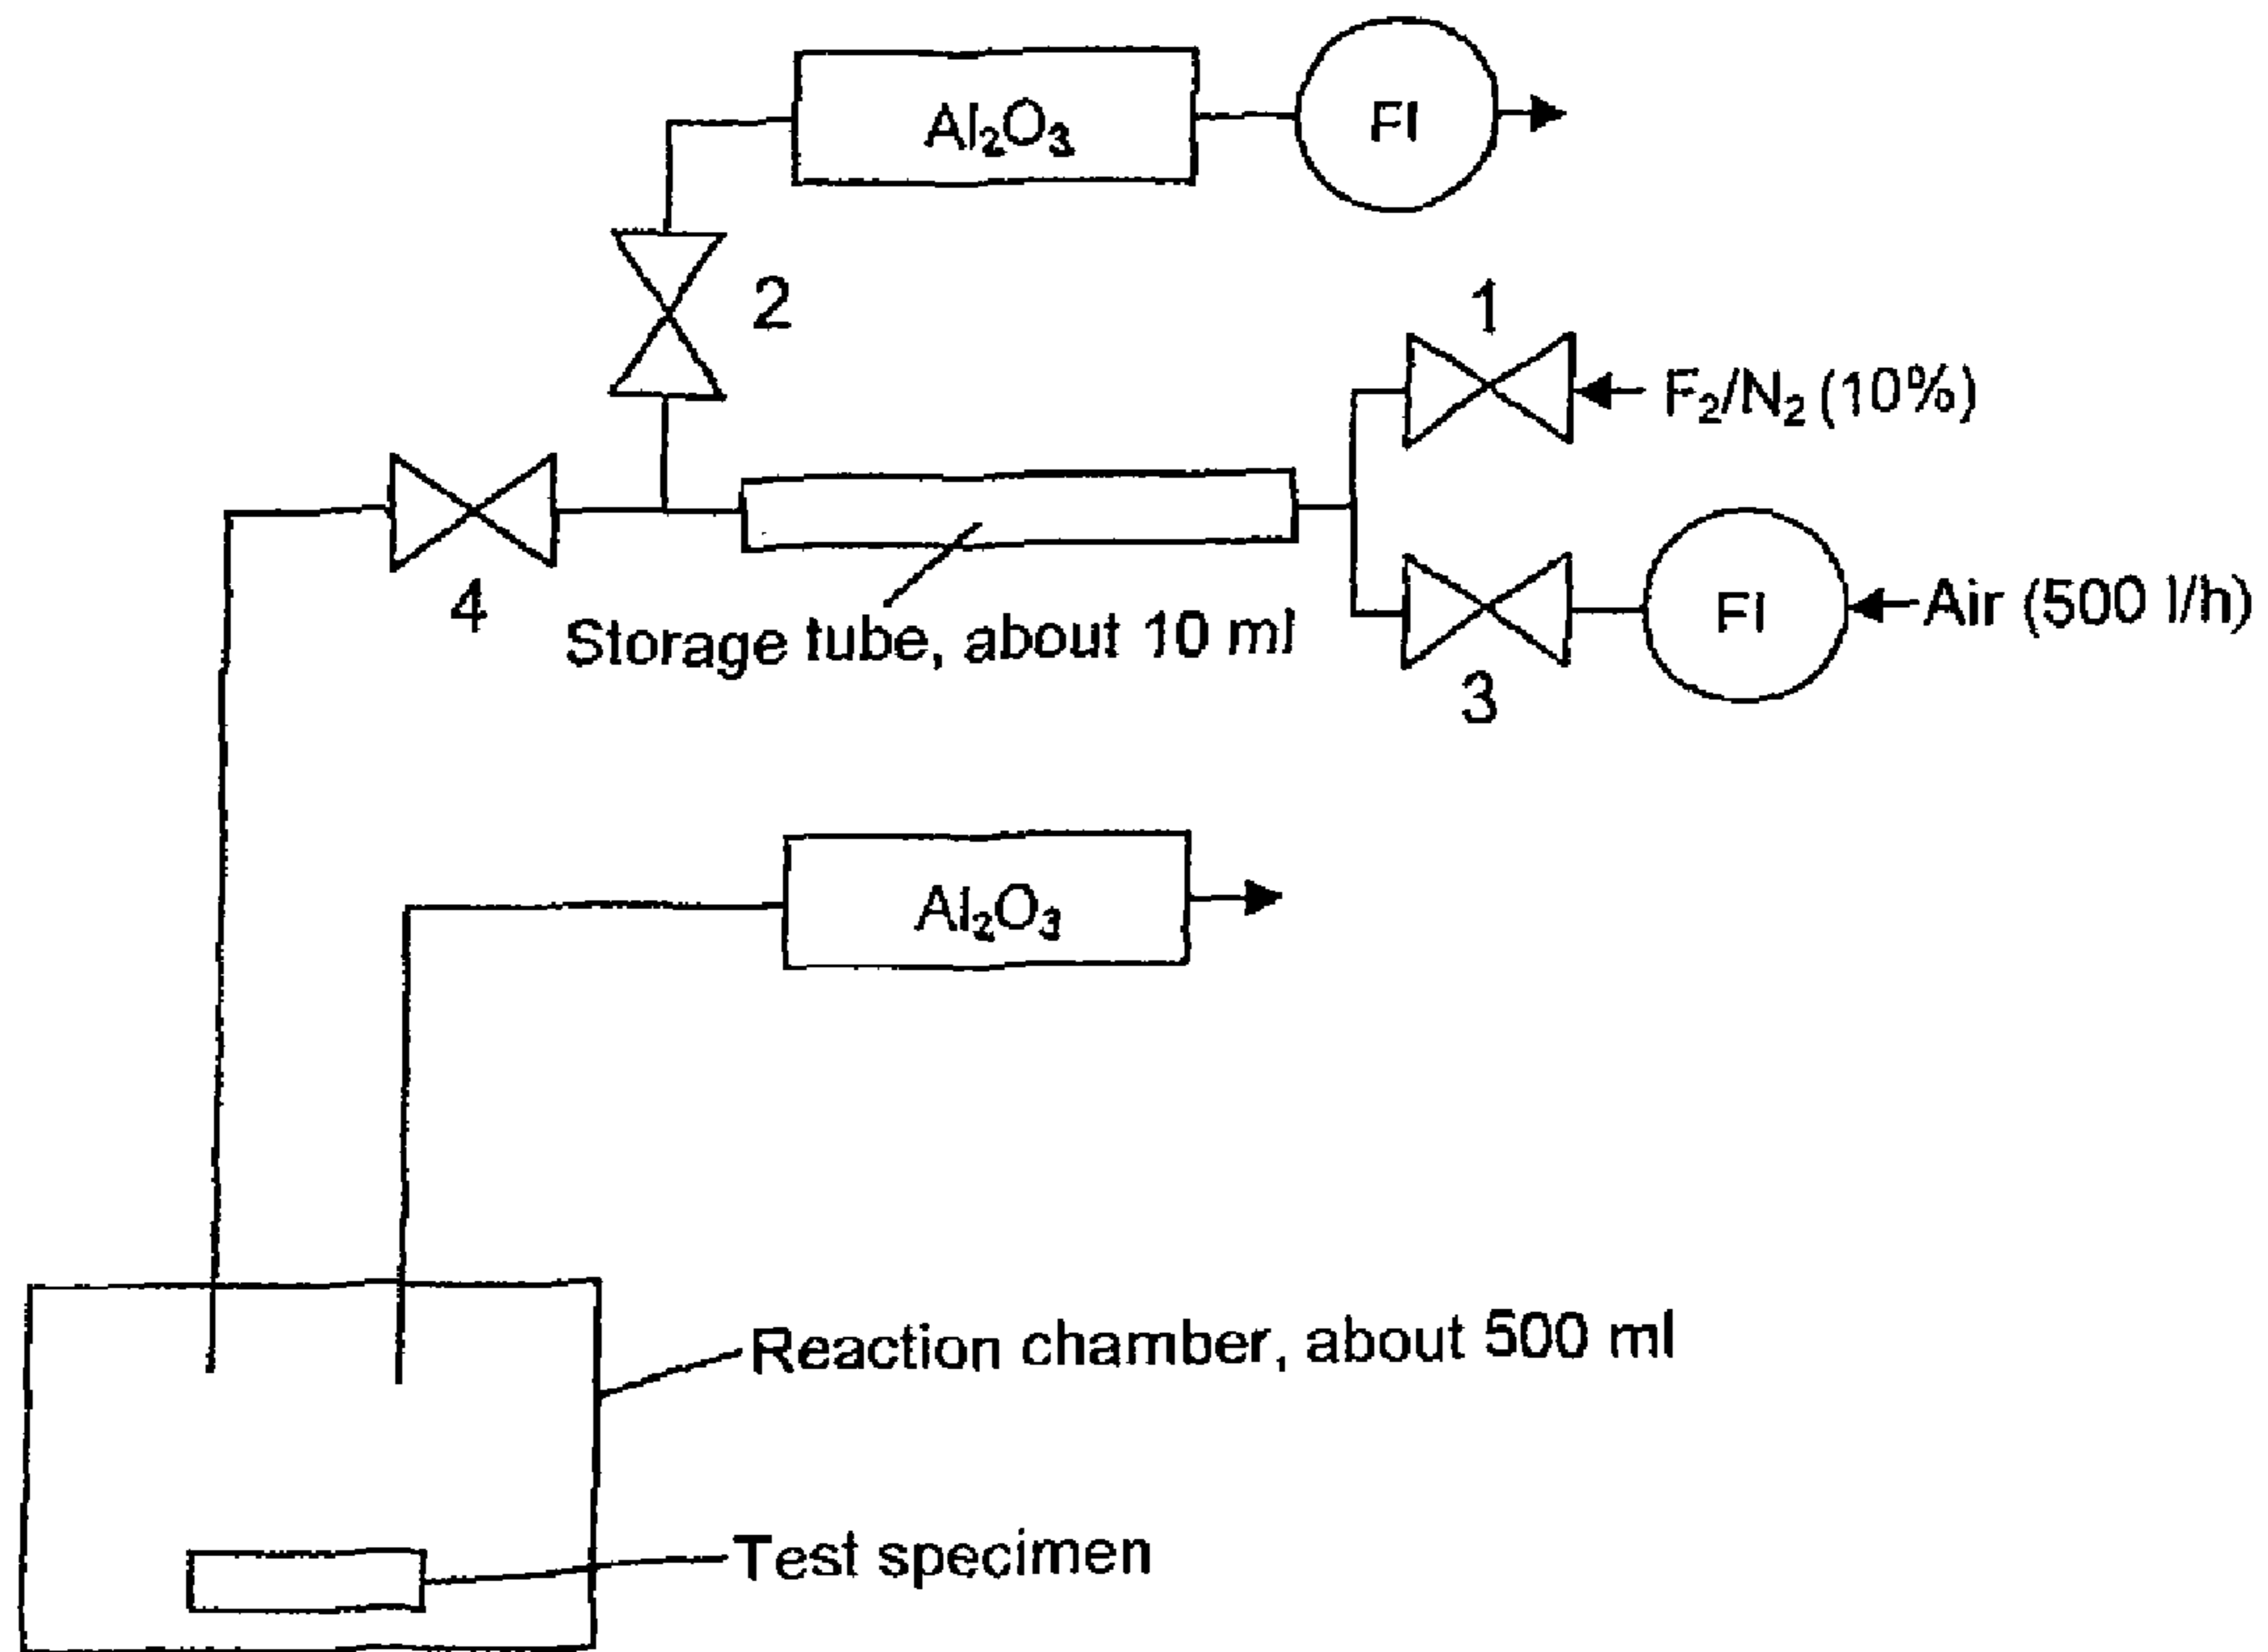 Al₂O₃
FI
2
1
F₂/N₂ (10%)
4
Storage tube, about 10 ml
FI
Air (500 l/h)
3
Al₂O₃
Reaction chamber, about 500 ml
Test specimen